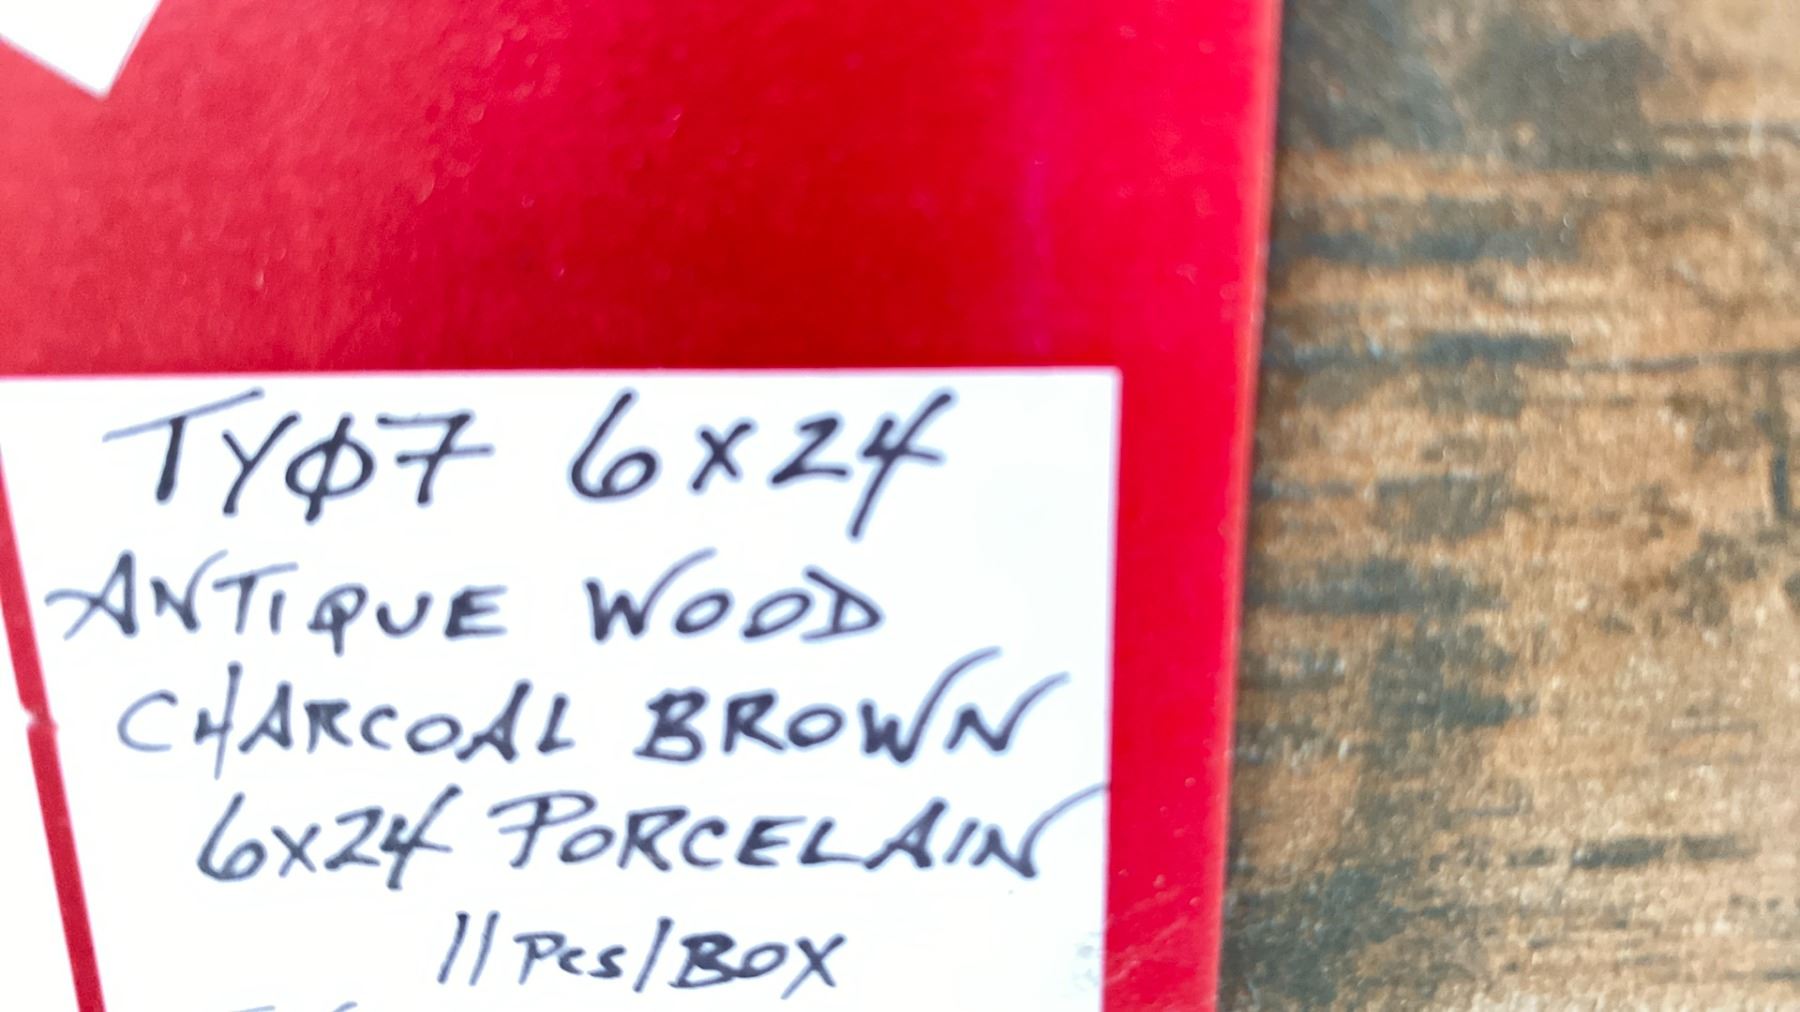 TYØ7 6x24
ANTIQUE WOOD
CHARCOAL BROWN
6x24 PORCELAIN
11 Pcs/BOX